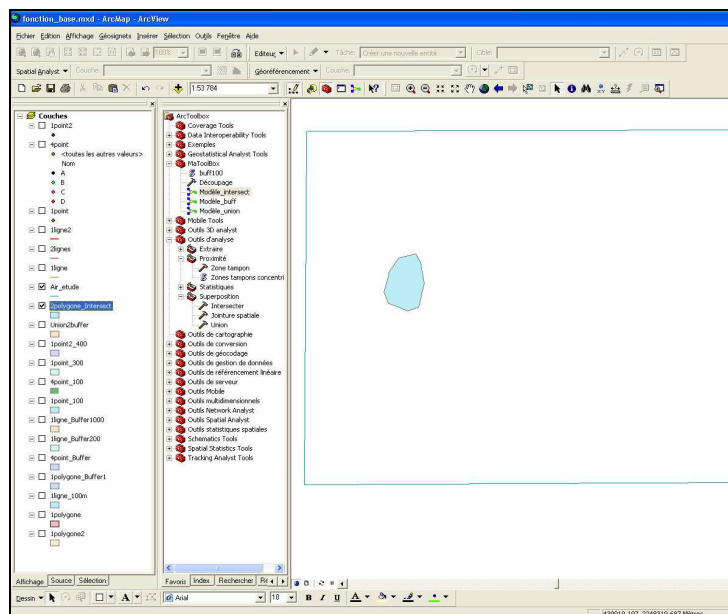 fonction_base.mxd - ArcMap - ArcView
Fichier Edition Affichage Géosignets Insérer Sélection Outils Fenêtre Aide
100%
Editeur
Tâche: Créer une nouvelle entité
Cible:
Spatial Analyst
Couche:
Géoréférencement
Couche:
1:53 784
Couches
1point2
4point
<toutes les autres valeurs>
Nom
A
B
C
D
1point
1ligne2
2lignes
1ligne
Air_etude
2polygone_Intersect
Union2buffer
1point2_400
1point_300
4point_100
1point_100
1ligne_Buffer1000
1ligne_Buffer200
4point_Buffer
1polygone_Buffer1
1ligne_100m
1polygone
1polygone2
Affichage Source Sélection
ArcToolbox
Coverage Tools
Data Interoperability Tools
Exemples
Geostatistical Analyst Tools
MaToolBox
buff100
Découpage
Modèle_intersect
Modèle_buff
Modèle_union
Mobile Tools
Outils 3D analyst
Outils d'analyse
Extraire
Proximité
Zone tampon
Zones tampons concentri
Statistiques
Superposition
Intersecter
Jointure spatiale
Union
Outils de cartographie
Outils de conversion
Outils de géocodage
Outils de gestion de données
Outils de référencement linéaire
Outils de serveur
Outils Mobile
Outils multidimensionnels
Outils Network Analyst
Outils Spatial Analyst
Outils statistiques spatiales
Schematics Tools
Spatial Statistics Tools
Tracking Analyst Tools
Favoris Index Rechercher
Dessin
A
Arial
10
B I U A